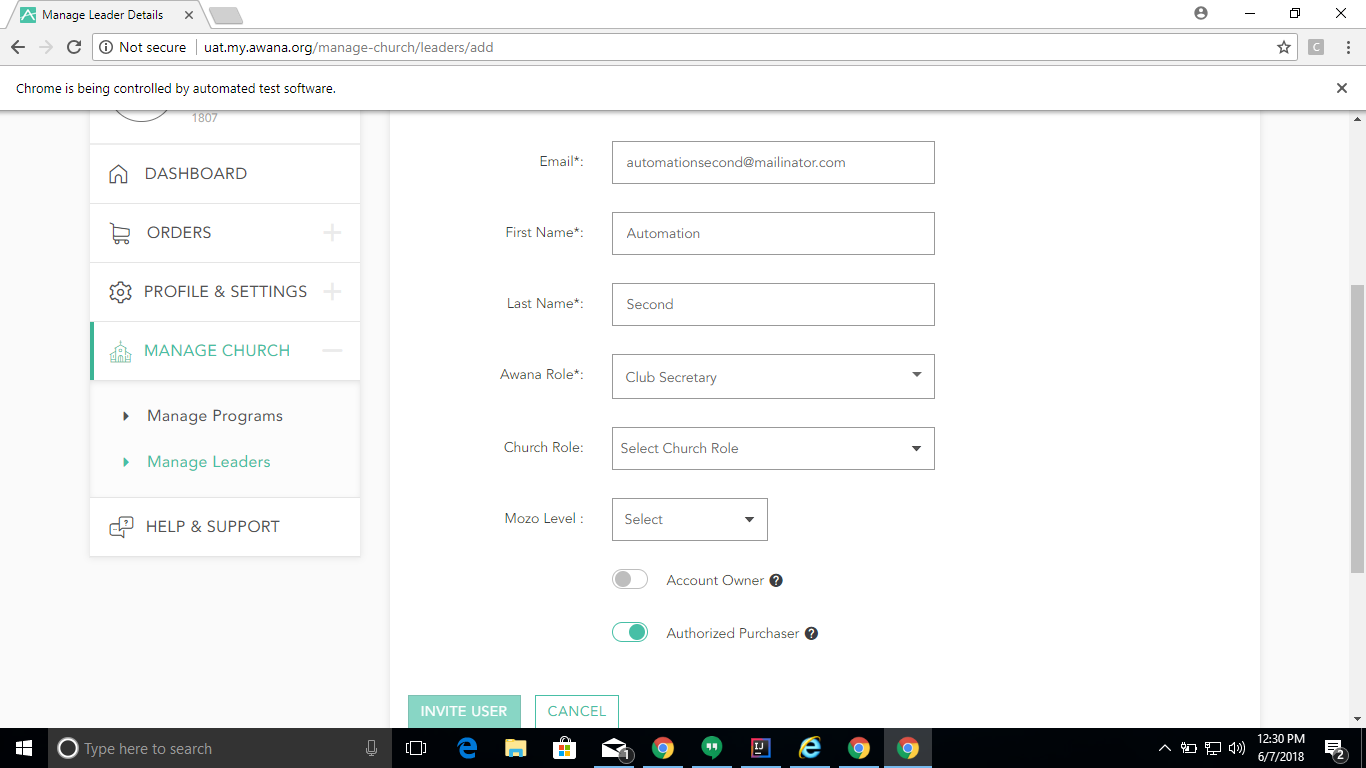 Manage Leader Details
Not secure
uat.my.awana.org/manage-church/leaders/add
C
Chrome is being controlled by automated test software.
1807
DASHBOARD
ORDERS
PROFILE & SETTINGS
MANAGE CHURCH
Manage Programs
Manage Leaders
HELP & SUPPORT
Email*:
automationsecond@mailinator.com
First Name*:
Automation
Last Name*:
Second
Awana Role*:
Club Secretary
Church Role:
Select Church Role
Mozo Level :
Select
Account Owner ?
Authorized Purchaser ?
INVITE USER
CANCEL
Type here to search
1
IJ
12:30 PM
6/7/2018
2